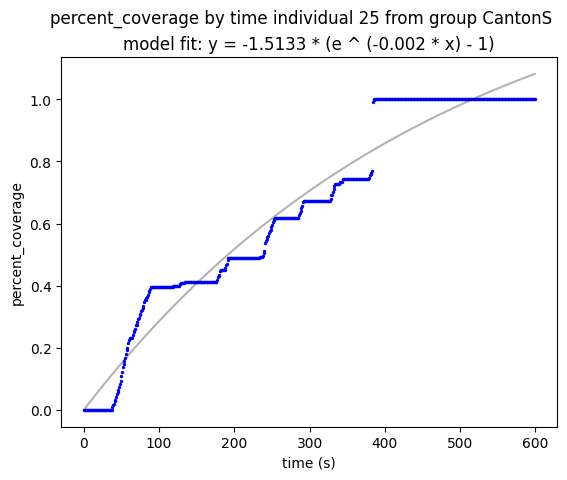 percent_coverage by time individual 25 from group CantonS
model fit: y = -1.5133 * (e ^ (-0.002 * x) - 1)
percent_coverage
1.0
0.8
0.6
0.4
0.2
0.0
0 100 200 300 400 500 600
time (s)